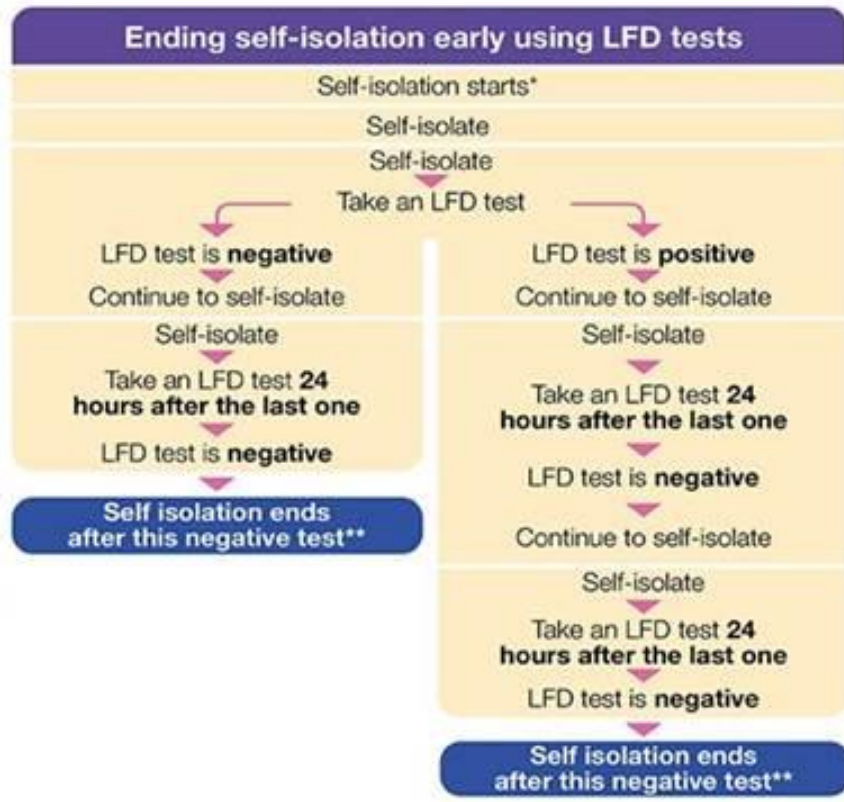 Ending self-isolation early using LFD tests
Self-isolation starts*
Self-isolate
Self-isolate
Take an LFD test
LFD test is negative
Continue to self-isolate
Self-isolate
Take an LFD test 24
hours after the last one
LFD test is negative
Self isolation ends
after this negative test**
LFD test is positive
Continue to self-isolate
Self-isolate
Take an LFD test 24
hours after the last one
LFD test is negative
Continue to self-isolate
Self-isolate
Take an LFD test 24
hours after the last one
LFD test is negative
Self isolation ends
after this negative test**